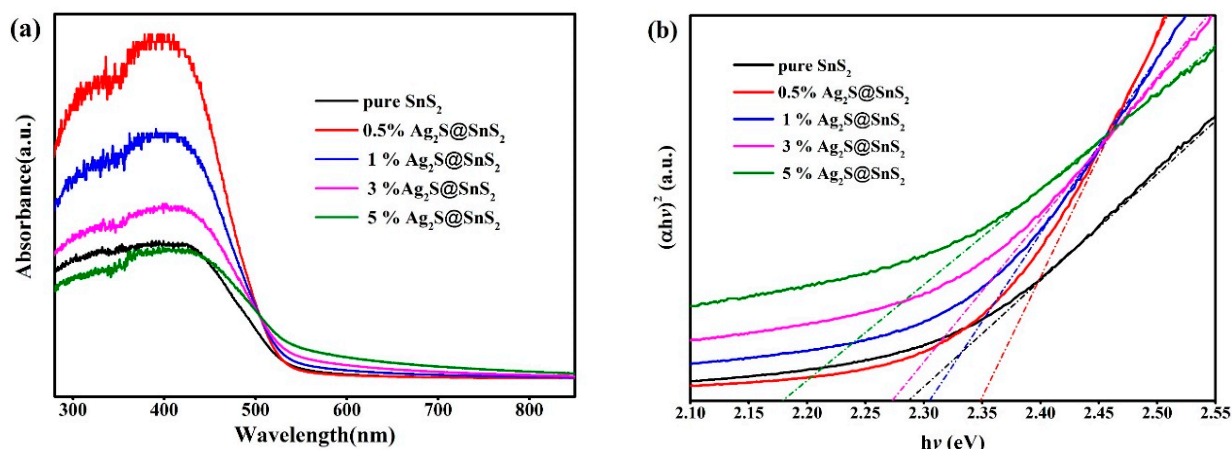 (a)
Absorbance(a.u.)
pure SnS₂
0.5% Ag₂S@SnS₂
1 % Ag₂S@SnS₂
3 %Ag₂S@SnS₂
5 % Ag₂S@SnS₂
300 400 500 600 700 800
Wavelength(nm)
(b)
(αhν)² (a.u.)
pure SnS₂
0.5% Ag₂S@SnS₂
1 % Ag₂S@SnS₂
3 % Ag₂S@SnS₂
5 % Ag₂S@SnS₂
2.10 2.15 2.20 2.25 2.30 2.35 2.40 2.45 2.50 2.55
hν (eV)